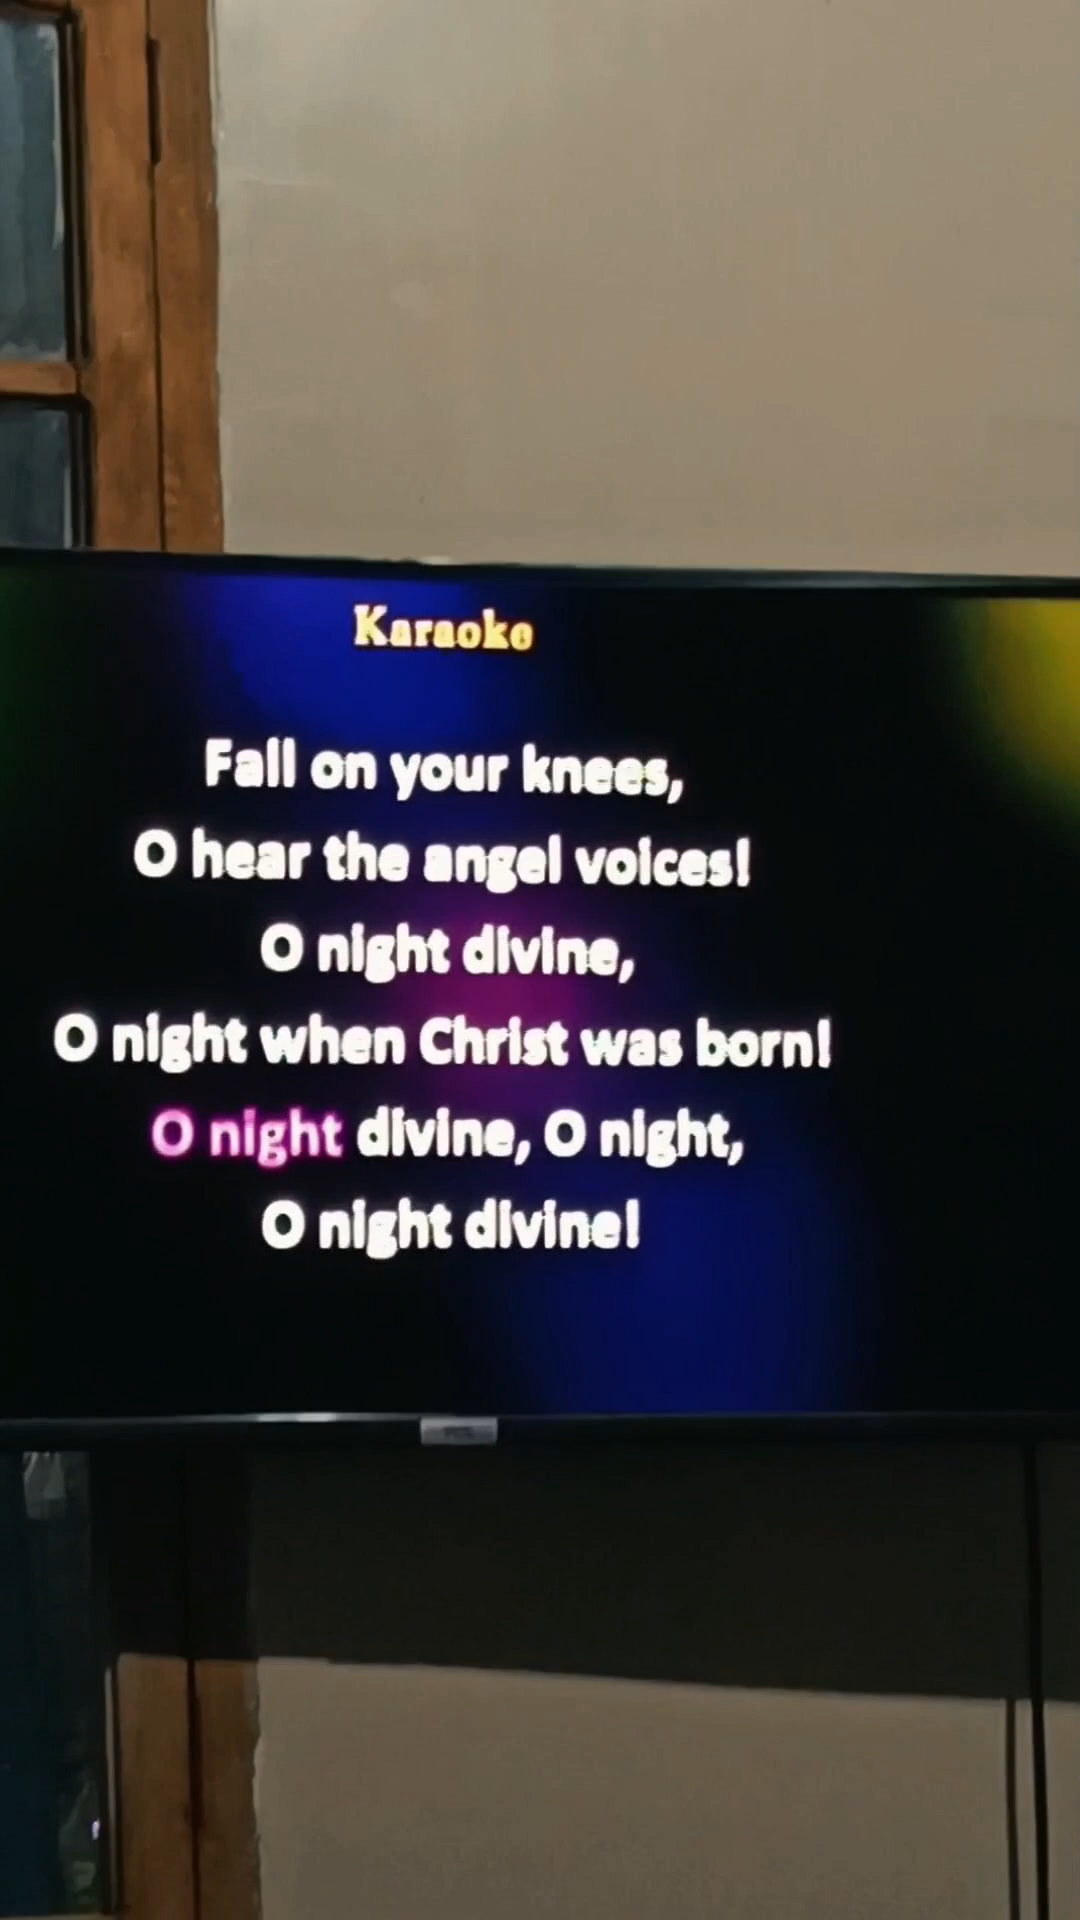 Karaoke
Fall on your knees,
O hear the angel voices!
O night divine,
O night when Christ was born!
O night divine, O night,
O night divine!